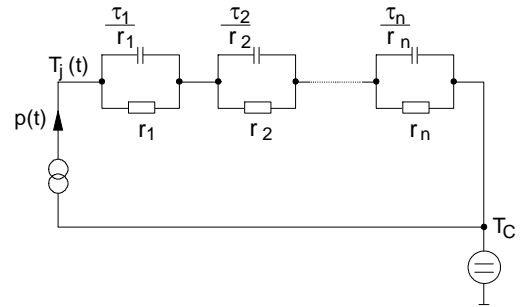 τ1 τ2 τn
r1 r2 rn
Tj(t)
p(t) r1 r2 rn
TC